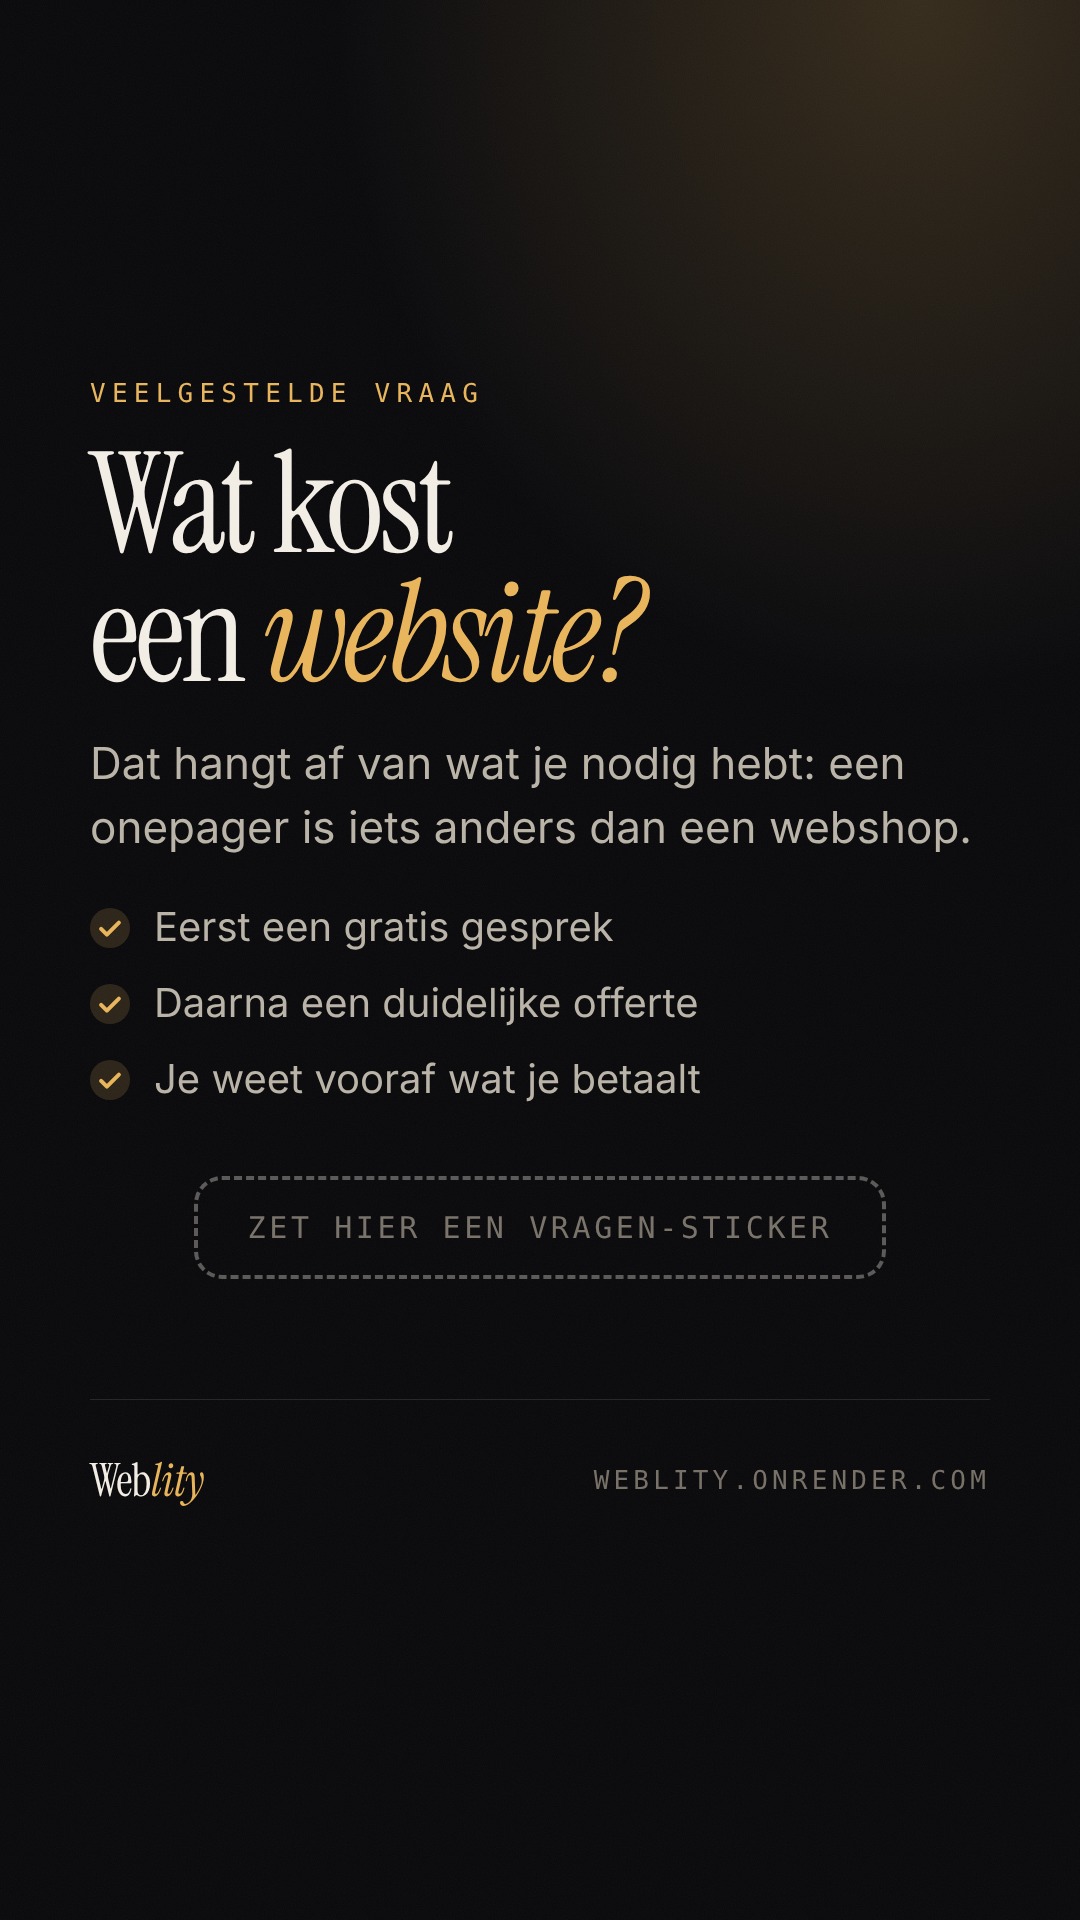 VEELGESTELDE VRAAG
Wat kost
een website?
Dat hangt af van wat je nodig hebt: een
onepager is iets anders dan een webshop.
Eerst een gratis gesprek
Daarna een duidelijke offerte
Je weet vooraf wat je betaalt
ZET HIER EEN VRAGEN-STICKER
Weblity
WEBLITY.ONRENDER.COM